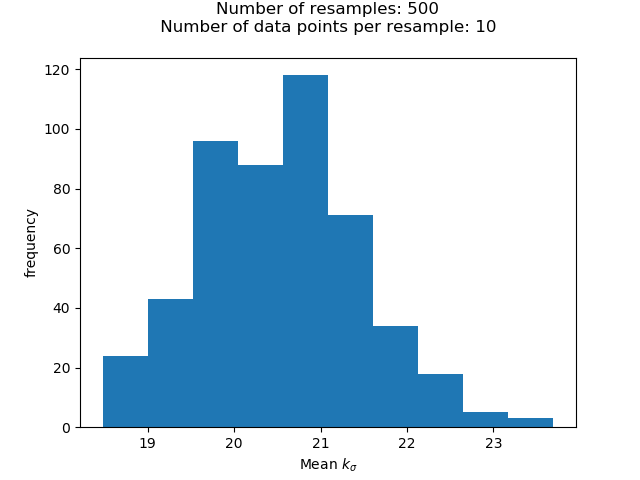 Number of resamples: 500
Number of data points per resample: 10
120
100
80
60
40
20
0
frequency
19 20 21 22 23
Mean kσ